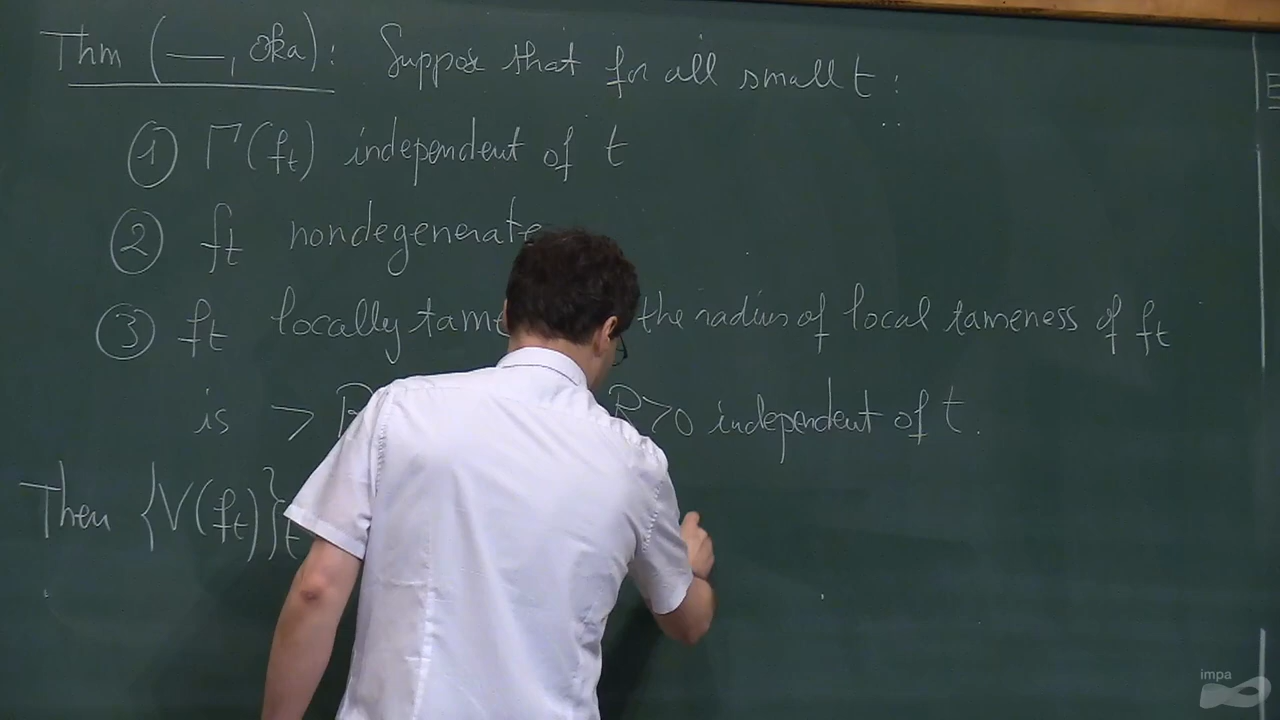 Thm (—, Oka): Suppose that for all small t:
① Γ(f_t) independent of t
② f_t nondegenerate
③ f_t locally tame the radius of local tameness of f_t
is > R>0 independent of t.
Then {V(f_t)}_t
impa